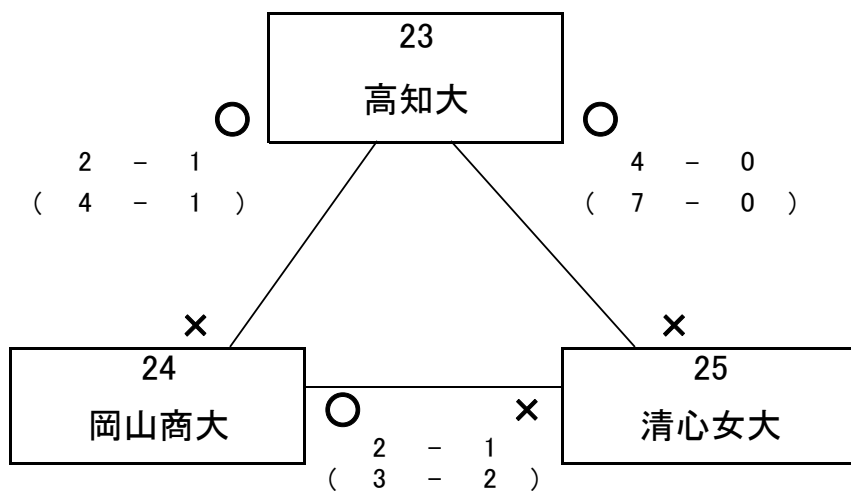 23
高知大
○ ○
2 － 1
( 4 － 1 )
4 － 0
( 7 － 0 )
× ×
24
岡山商大
25
清心女大
○ ×
2 － 1
( 3 － 2 )